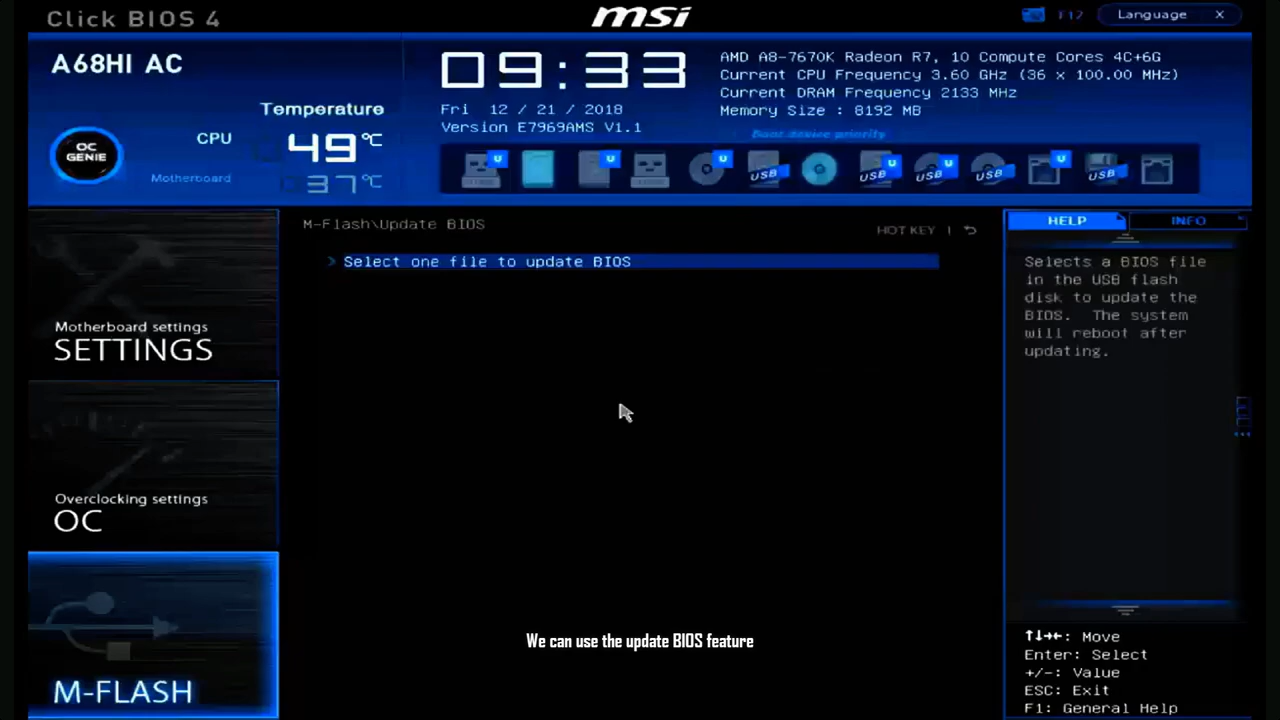 Click BIOS 4
msi
F12
Language X
A68HI AC
Temperature
CPU 49°C
Motherboard 37°C
OC
GENIE
09:33
Fri 12 / 21 / 2018
Version E7969AMS V1.1
AMD A8-7670K Radeon R7, 10 Compute Cores 4C+6G
Current CPU Frequency 3.60 GHz (36 x 100.00 MHz)
Current DRAM Frequency 2133 MHz
Memory Size : 8192 MB
Boot device priority
U U U USB USB U USB U USB U USB
Motherboard settings
SETTINGS
Overclocking settings
OC
M-FLASH
M-Flash\Update BIOS
HOT KEY |
> Select one file to update BIOS
We can use the update BIOS feature
HELP INFO
Selects a BIOS file
in the USB flash
disk to update the
BIOS. The system
will reboot after
updating.
↑↓→←: Move
Enter: Select
+/-: Value
ESC: Exit
F1: General Help